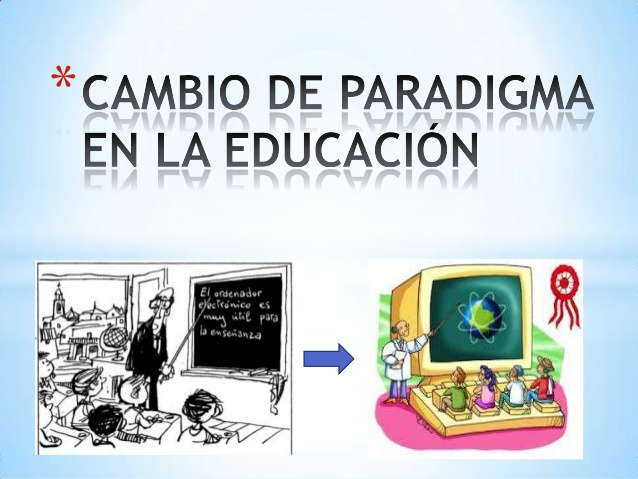 * CAMBIO DE PARADIGMA
EN LA EDUCACIÓN
El ordenador
electrónico es
muy útil para
la enseñanza